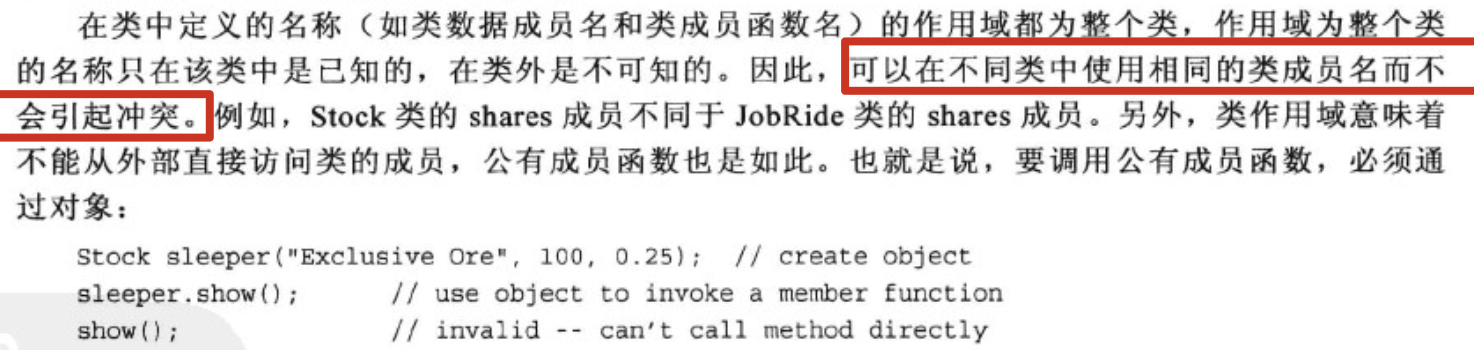 在类中定义的名称（如类数据成员名和类成员函数名）的作用域都为整个类，作用域为整个类
的名称只在该类中是已知的，在类外是不可知的。因此，可以在不同类中使用相同的类成员名而不
会引起冲突。例如，Stock 类的 shares 成员不同于 JobRide 类的 shares 成员。另外，类作用域意味着
不能从外部直接访问类的成员，公有成员函数也是如此。也就是说，要调用公有成员函数，必须通
过对象：
Stock sleeper("Exclusive Ore", 100, 0.25);  // create object
sleeper.show();      // use object to invoke a member function
show();              // invalid -- can't call method directly